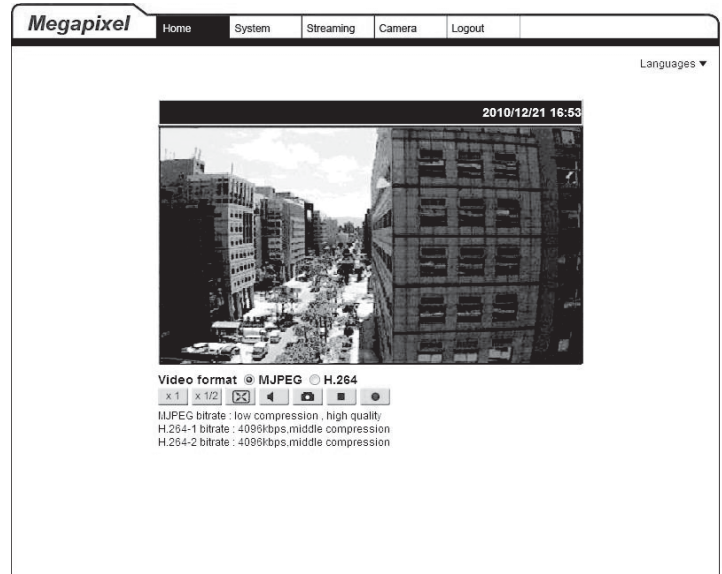 Megapixel
Home System Streaming Camera Logout
Languages ▼
2010/12/21 16:53
Video format MJPEG H.264
x 1 x 1/2
MJPEG bitrate : low compression , high quality
H.264-1 bitrate : 4096kbps,middle compression
H.264-2 bitrate : 4096kbps,middle compression